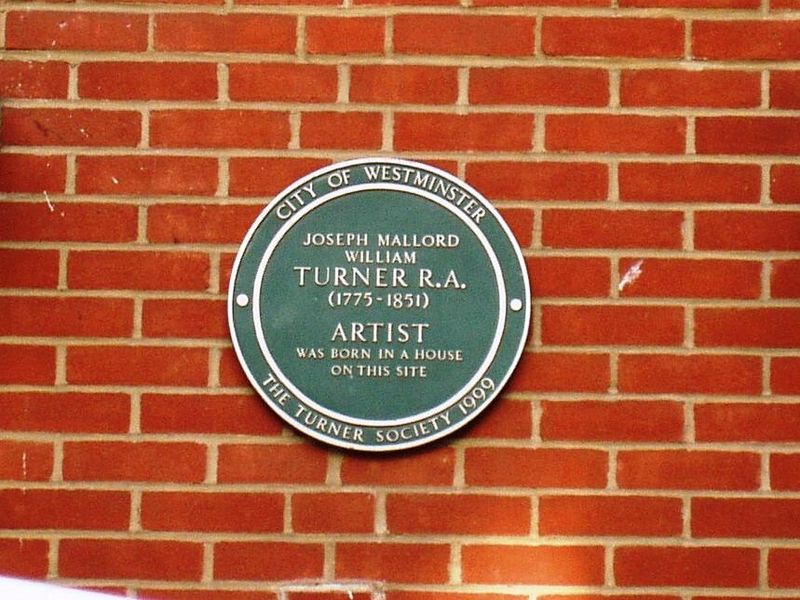 CITY OF WESTMINSTER
JOSEPH MALLORD
WILLIAM
TURNER R.A.
(1775-1851)
ARTIST
WAS BORN IN A HOUSE
ON THIS SITE
THE TURNER SOCIETY 1999